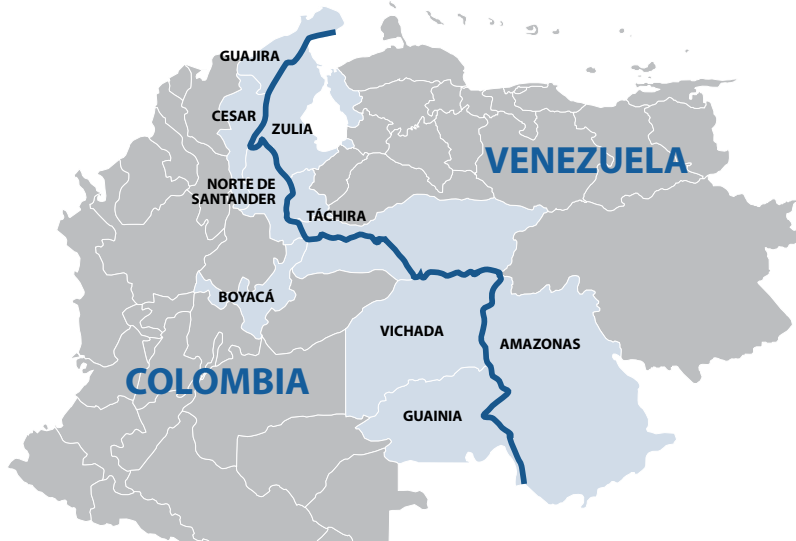 GUAJIRA
CESAR
ZULIA
VENEZUELA
NORTE DE
SANTANDER
TÁCHIRA
BOYACÁ
VICHADA
AMAZONAS
COLOMBIA
GUAINIA